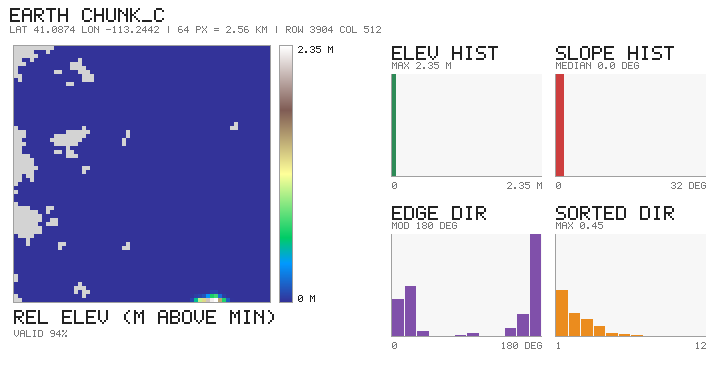 EARTH CHUNK_C
LAT 41.0874 LON -113.2442 | 64 PX = 2.56 KM | ROW 3904 COL 512
2.35 M
0 M
REL ELEV (M ABOVE MIN)
VALID 94%
ELEV HIST
MAX 2.35 M
0 2.35 M
SLOPE HIST
MEDIAN 0.0 DEG
0 32 DEG
EDGE DIR
MOD 180 DEG
0 180 DEG
SORTED DIR
MAX 0.45
1 12